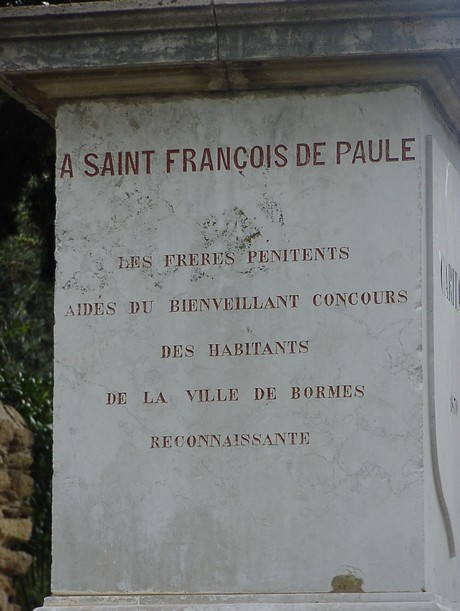 A SAINT FRANÇOIS DE PAULE
LES FRERES PENITENTS
AIDES DU BIENVEILLANT CONCOURS
DES HABITANTS
DE LA VILLE DE BORMES
RECONNAISSANTE